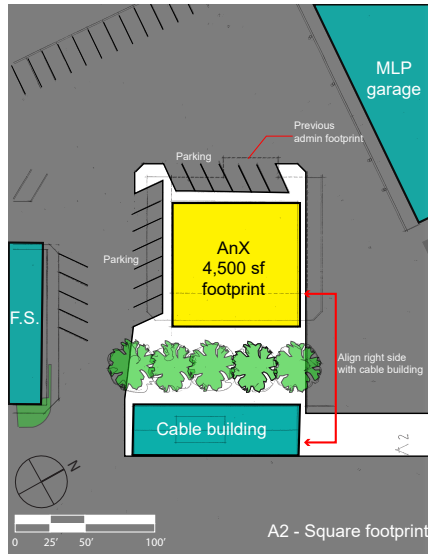 MLP
garage
Previous
admin footprint
Parking
AnX
4,500 sf
footprint
Parking
F.S.
Align right side
with cable building
Cable building
A2
N
0 25' 50' 100'
A2 - Square footprint